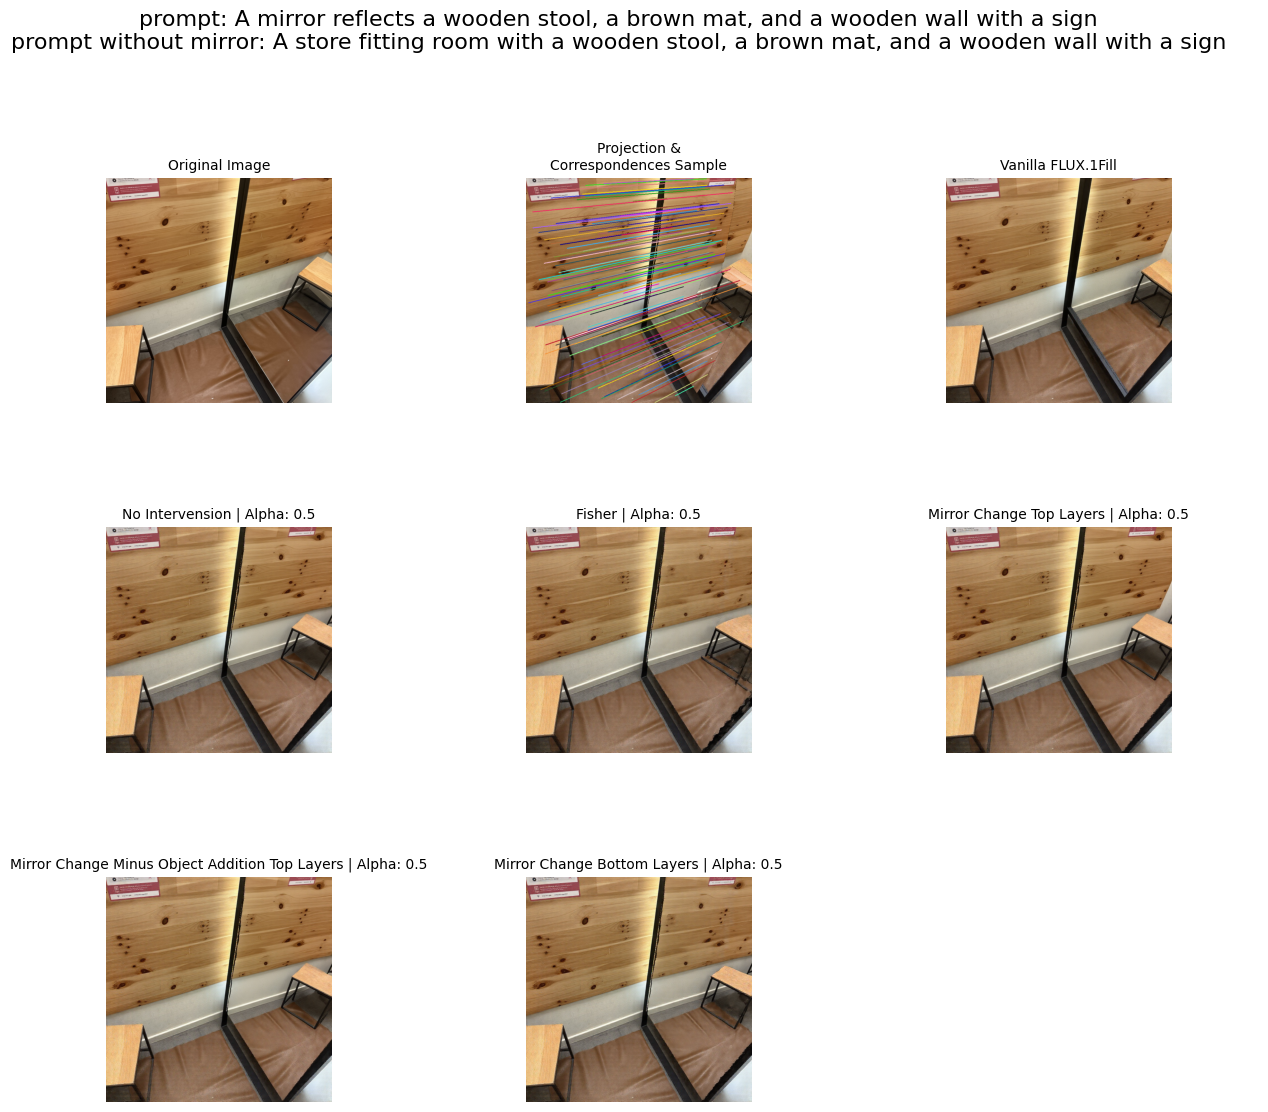 prompt: A mirror reflects a wooden stool, a brown mat, and a wooden wall with a sign
prompt without mirror: A store fitting room with a wooden stool, a brown mat, and a wooden wall with a sign
Original Image
Projection &
Correspondences Sample
Vanilla FLUX.1Fill
No Intervension | Alpha: 0.5
Fisher | Alpha: 0.5
Mirror Change Top Layers | Alpha: 0.5
Mirror Change Minus Object Addition Top Layers | Alpha: 0.5
Mirror Change Bottom Layers | Alpha: 0.5